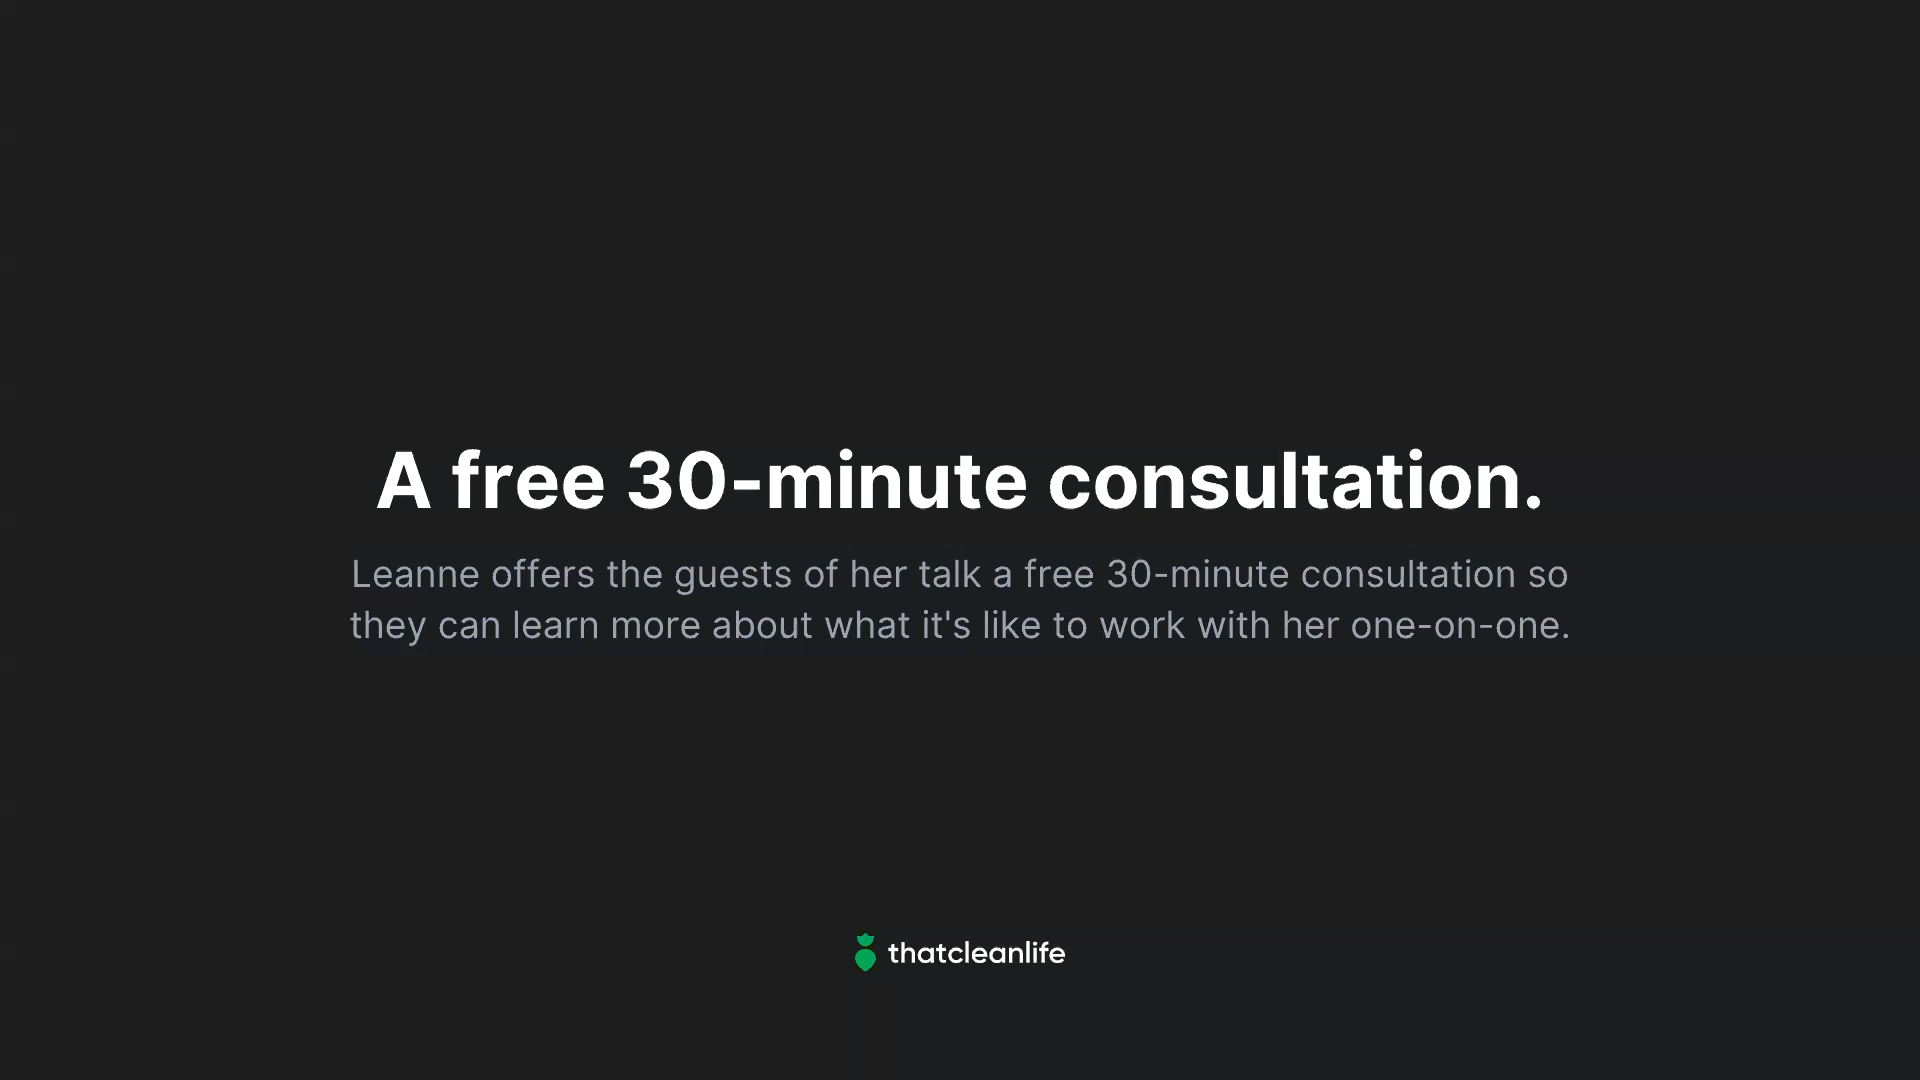 A free 30-minute consultation.
Leanne offers the guests of her talk a free 30-minute consultation so
they can learn more about what it's like to work with her one-on-one.
thatcleanlife